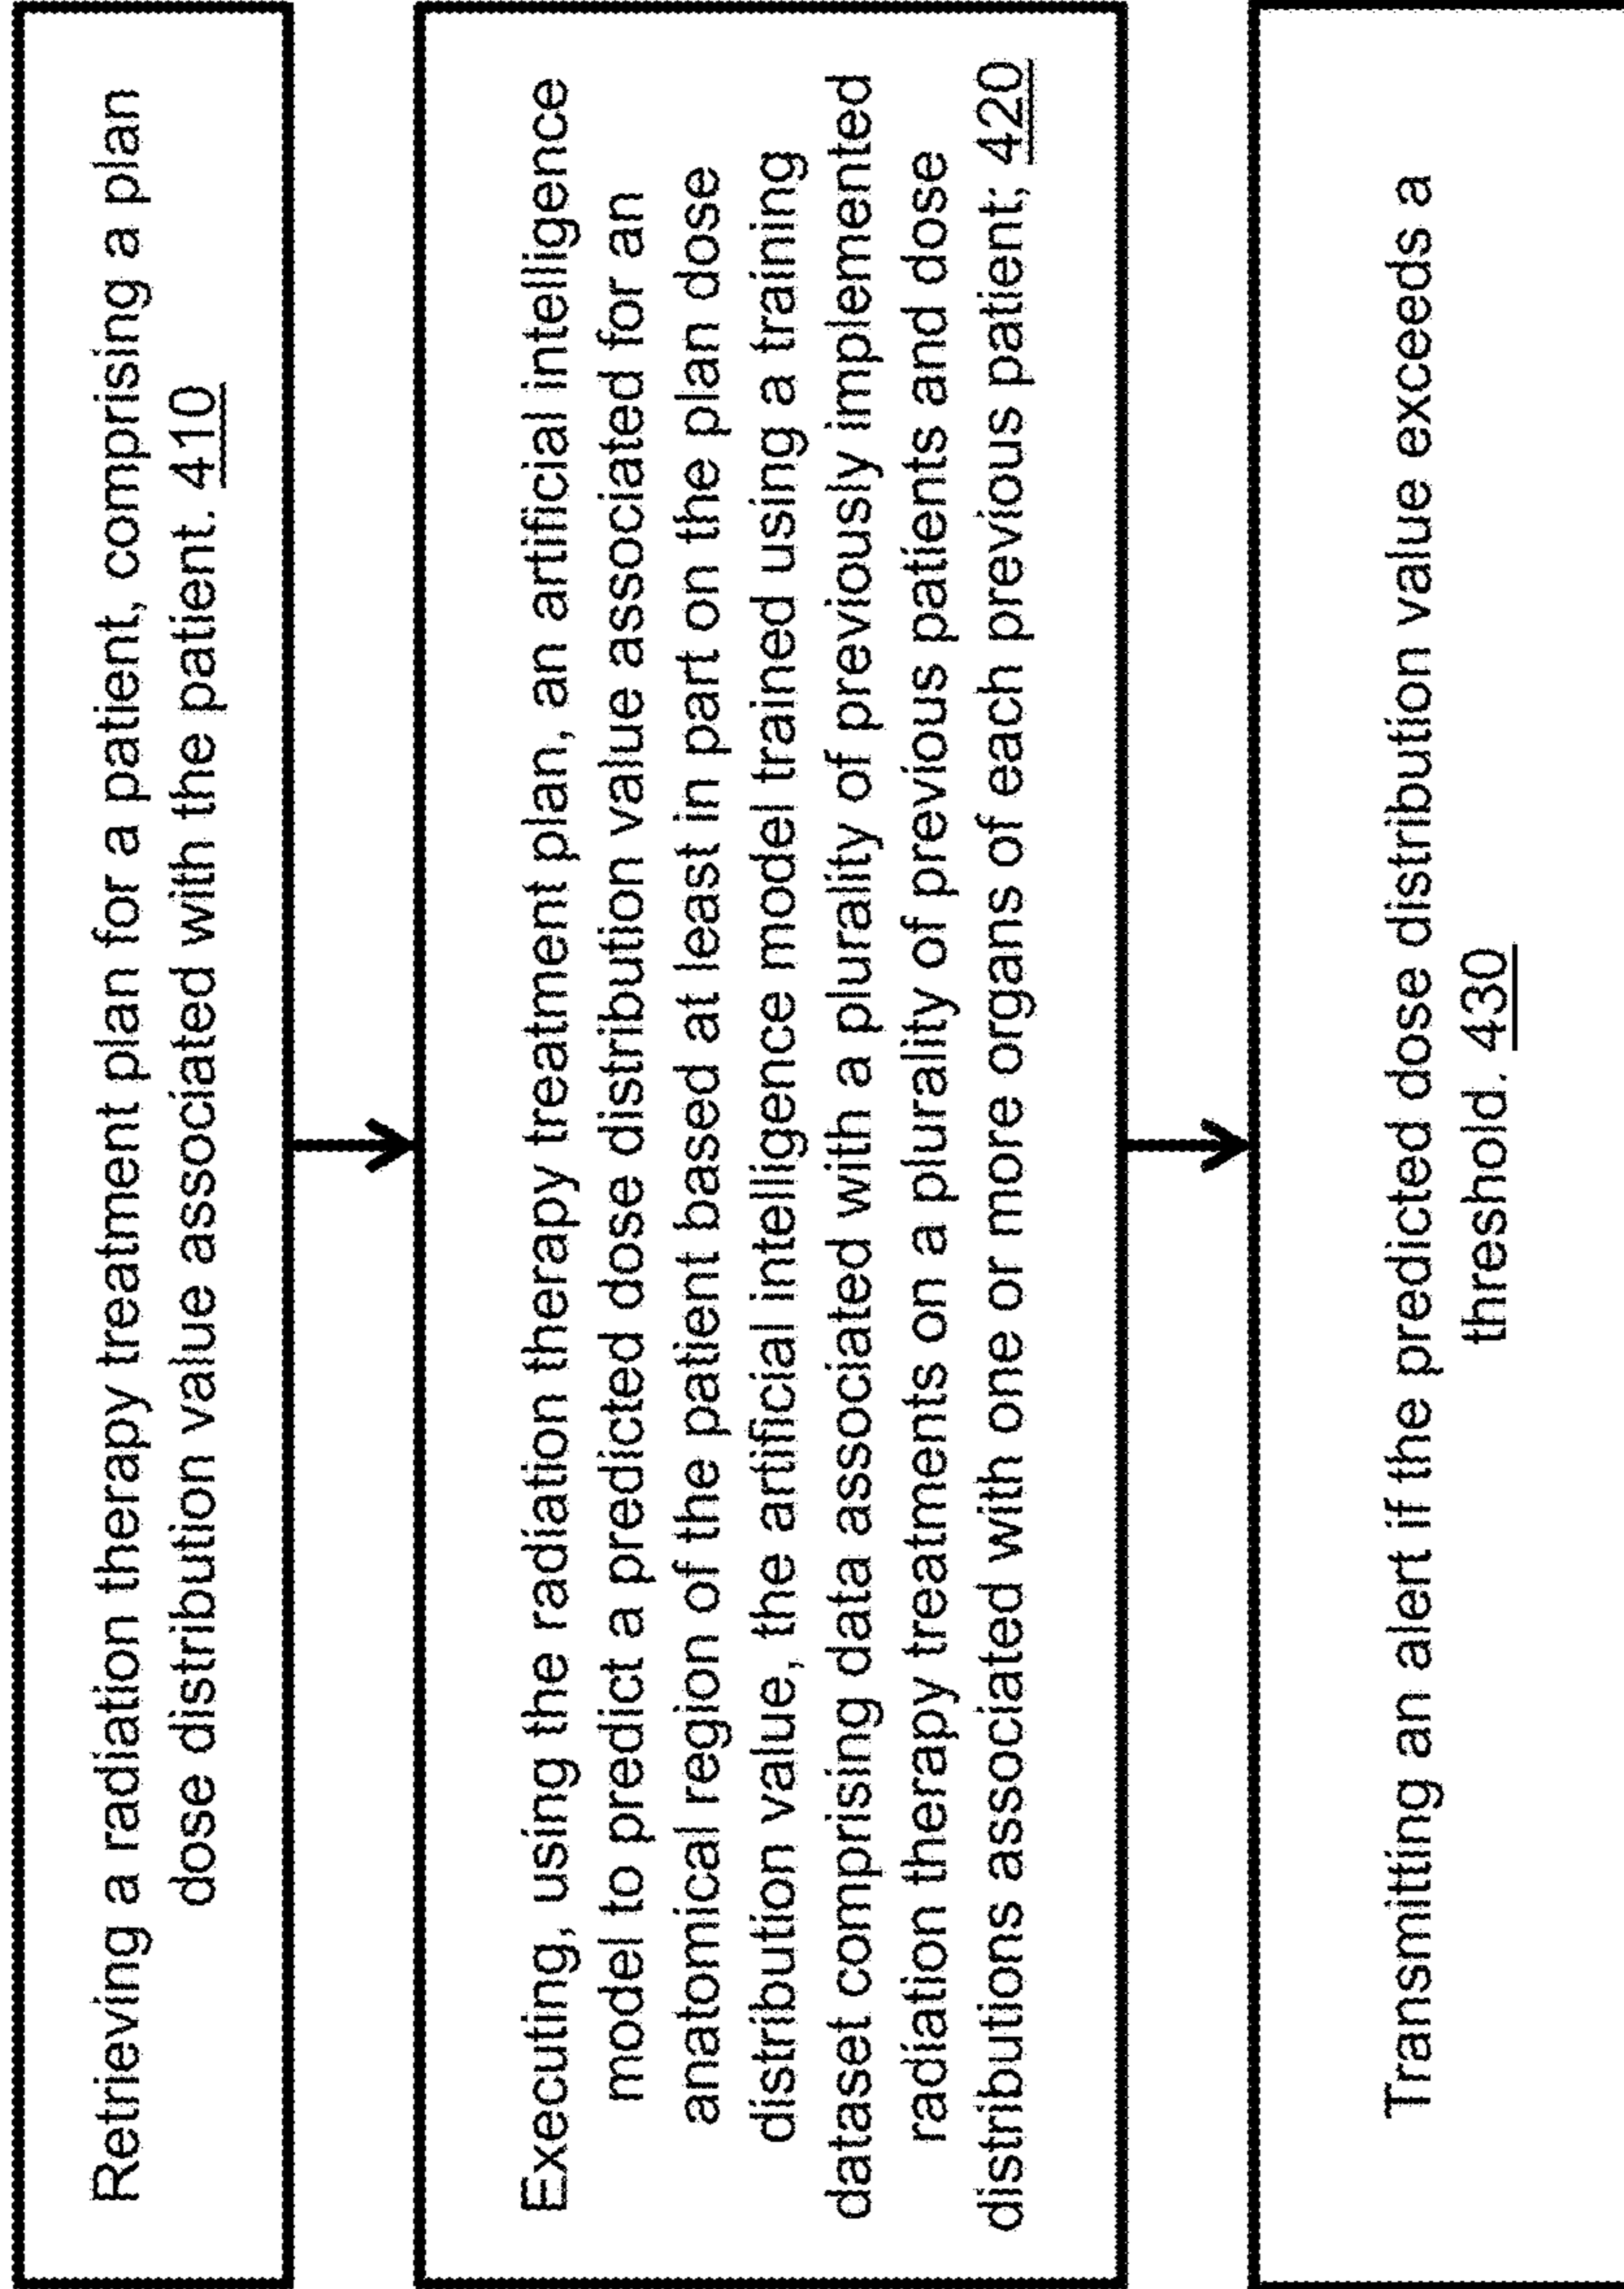 Retrieving a radiation therapy treatment plan for a patient, comprising a plan
dose distribution value associated with the patient. 410
Executing, using the radiation therapy treatment plan, an artificial intelligence
model to predict a predicted dose distribution value associated for an
anatomical region of the patient based at least in part on the plan dose
distribution value, the artificial intelligence model trained using a training
dataset comprising data associated with a plurality of previously implemented
radiation therapy treatments on a plurality of previous patients and dose
distributions associated with one or more organs of each previous patient; 420
Transmitting an alert if the predicted dose distribution value exceeds a
threshold. 430